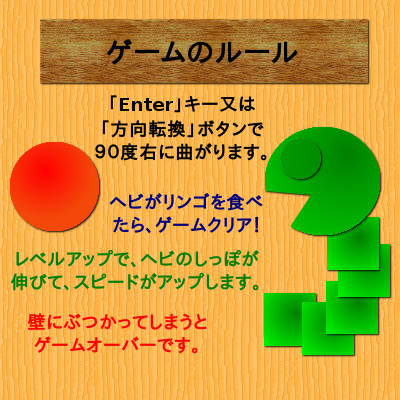 ゲームのルール
「Enter」キー又は
「方向転換」ボタンで
90度右に曲がります。
ヘビがリンゴを食べ
たら、ゲームクリア!
レベルアップで、ヘビのしっぽが
伸びて、スピードがアップします。
壁にぶつかってしまうと
ゲームオーバーです。